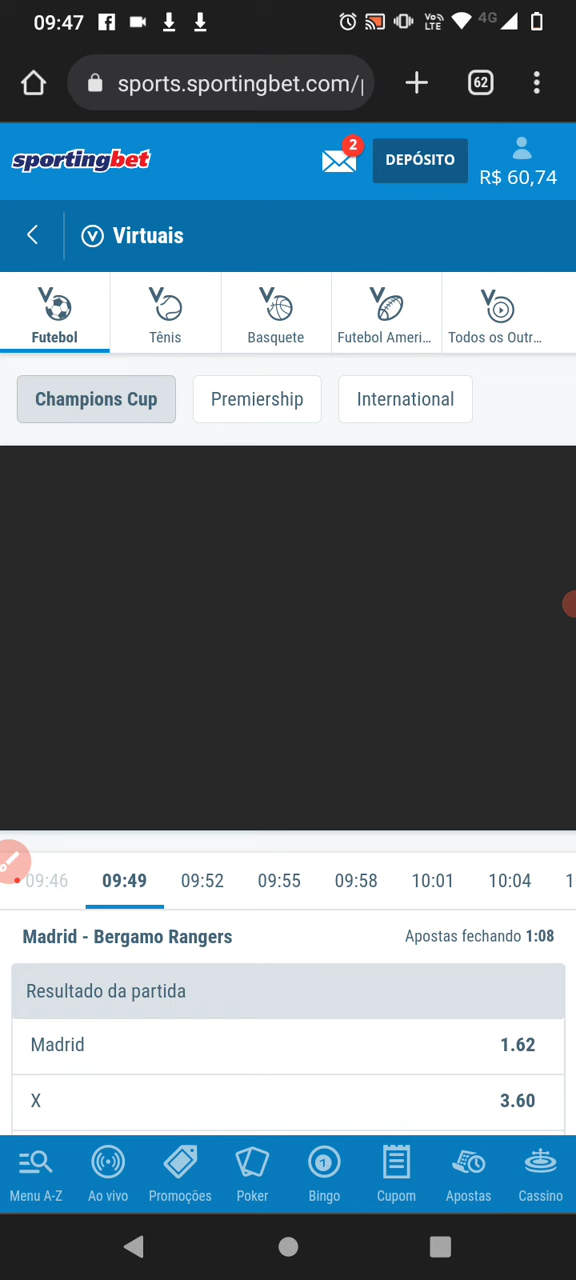 09:47
VoLTE 4G
sports.sportingbet.com/
62
sportingbet
2
DEPÓSITO
R$ 60,74
Virtuais
Futebol
Tênis
Basquete
Futebol Ameri...
Todos os Outr...
Champions Cup
Premiership
International
09:46 09:49 09:52 09:55 09:58 10:01 10:04 1
Madrid - Bergamo Rangers
Apostas fechando 1:08
Resultado da partida
Madrid 1.62
X 3.60
Menu A-Z
Ao vivo
Promoções
Poker
Bingo
Cupom
Apostas
Cassino